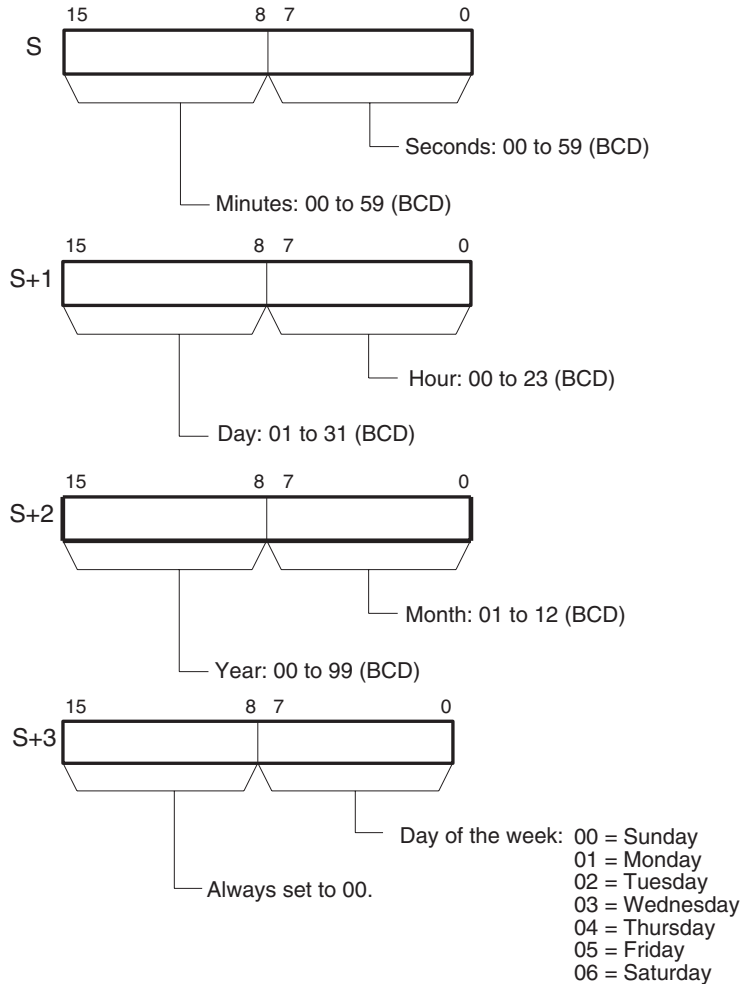 15 8 7 0
S
Seconds: 00 to 59 (BCD)
Minutes: 00 to 59 (BCD)
15 8 7 0
S+1
Hour: 00 to 23 (BCD)
Day: 01 to 31 (BCD)
15 8 7 0
S+2
Month: 01 to 12 (BCD)
Year: 00 to 99 (BCD)
15 8 7 0
S+3
Day of the week: 00 = Sunday
01 = Monday
02 = Tuesday
03 = Wednesday
04 = Thursday
05 = Friday
06 = Saturday
Always set to 00.